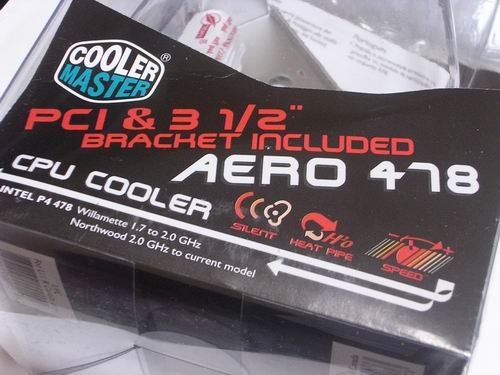 COOLER
MASTER®
PCI & 3 1/2"
BRACKET INCLUDED
AERO 478
CPU COOLER
SILENT
HEAT PIPE
SPEED
- +
INTEL P4 478 Willamette 1,7 to 2.0 GHz
Northwood 2.0 GHz to current model
Português